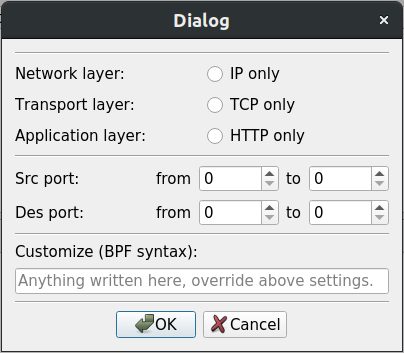 Dialog
Network layer: IP only
Transport layer: TCP only
Application layer: HTTP only
Src port: from 0 to 0
Des port: from 0 to 0
Customize (BPF syntax):
Anything written here, override above settings.
OK Cancel